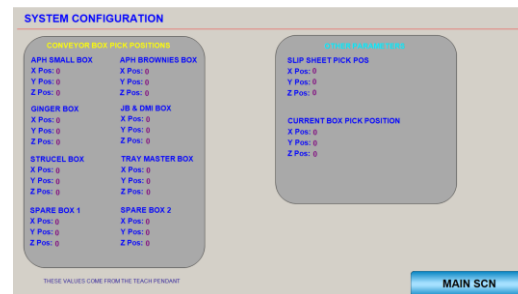 SYSTEM CONFIGURATION
CONVEYOR BOX PICK POSITIONS
APH SMALL BOX
X Pos: 0
Y Pos: 0
Z Pos: 0
APH BROWNIES BOX
X Pos: 0
Y Pos: 0
Z Pos: 0
GINGER BOX
X Pos: 0
Y Pos: 0
Z Pos: 0
JB & DMI BOX
X Pos: 0
Y Pos: 0
Z Pos: 0
STRUCEL BOX
X Pos: 0
Y Pos: 0
Z Pos: 0
TRAY MASTER BOX
X Pos: 0
Y Pos: 0
Z Pos: 0
SPARE BOX 1
X Pos: 0
Y Pos: 0
Z Pos: 0
SPARE BOX 2
X Pos: 0
Y Pos: 0
Z Pos: 0
THESE VALUES COME FROM THE TEACH PENDANT
OTHER PARAMETERS
SLIP SHEET PICK POS
X Pos: 0
Y Pos: 0
Z Pos: 0
CURRENT BOX PICK POSITION
X Pos: 0
Y Pos: 0
Z Pos: 0
MAIN SCN